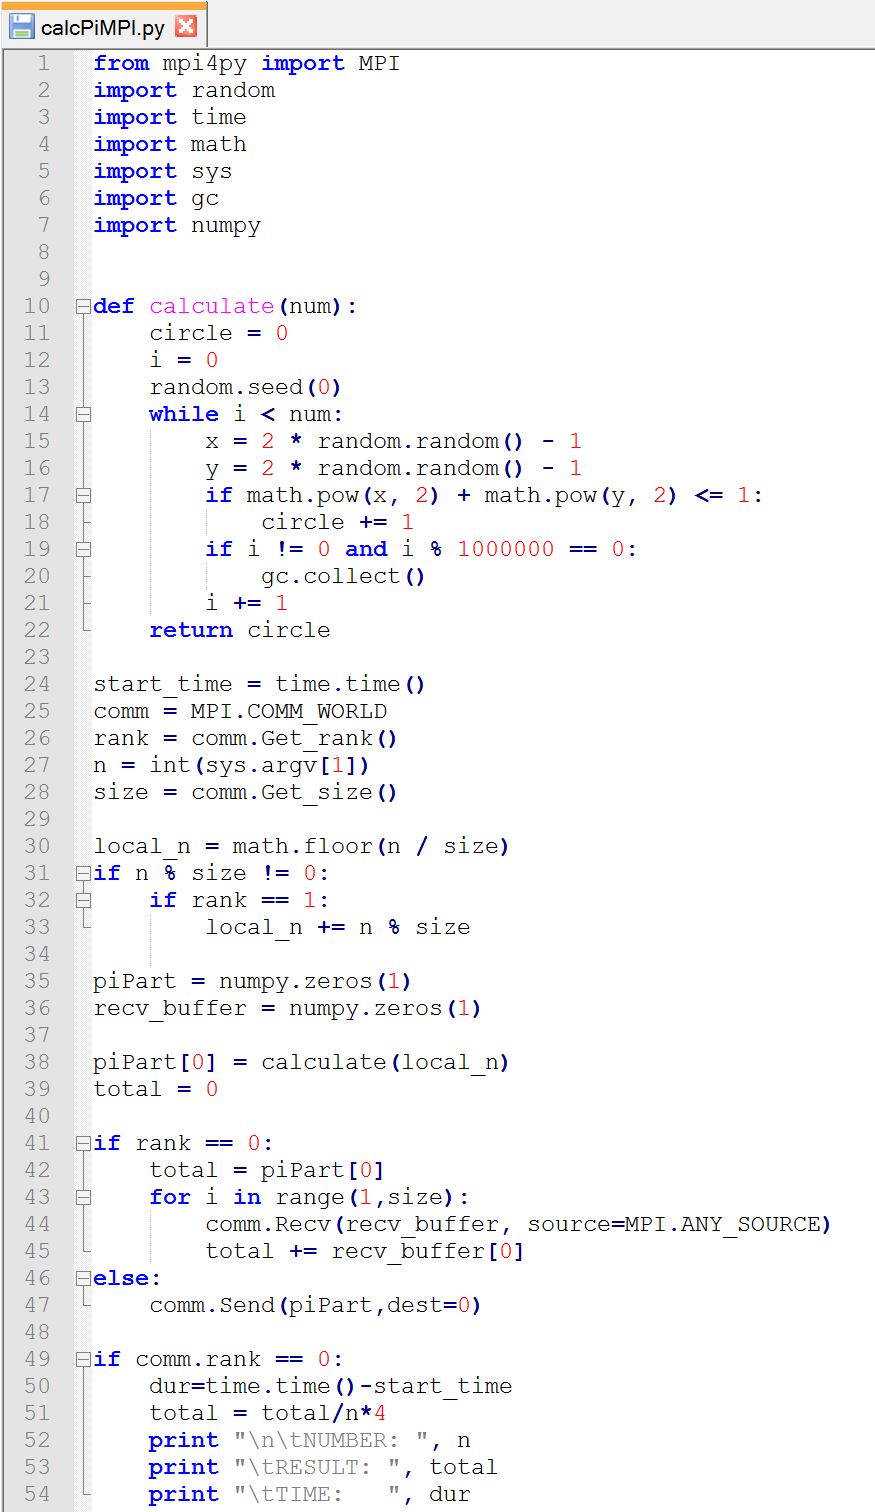 calcPiMPI.py
1 from mpi4py import MPI
2 import random
3 import time
4 import math
5 import sys
6 import gc
7 import numpy
8
9
10 def calculate(num):
11     circle = 0
12     i = 0
13     random.seed(0)
14     while i < num:
15         x = 2 * random.random() - 1
16         y = 2 * random.random() - 1
17         if math.pow(x, 2) + math.pow(y, 2) <= 1:
18             circle += 1
19         if i != 0 and i % 1000000 == 0:
20             gc.collect()
21         i += 1
22     return circle
23
24 start_time = time.time()
25 comm = MPI.COMM_WORLD
26 rank = comm.Get_rank()
27 n = int(sys.argv[1])
28 size = comm.Get_size()
29
30 local_n = math.floor(n / size)
31 if n % size != 0:
32     if rank == 1:
33         local_n += n % size
34
35 piPart = numpy.zeros(1)
36 recv_buffer = numpy.zeros(1)
37
38 piPart[0] = calculate(local_n)
39 total = 0
40
41 if rank == 0:
42     total = piPart[0]
43     for i in range(1,size):
44         comm.Recv(recv_buffer, source=MPI.ANY_SOURCE)
45         total += recv_buffer[0]
46 else:
47     comm.Send(piPart,dest=0)
48
49 if comm.rank == 0:
50     dur=time.time()-start_time
51     total = total/n*4
52     print "\n\tNUMBER: ", n
53     print "\tRESULT: ", total
54     print "\tTIME:   ", dur